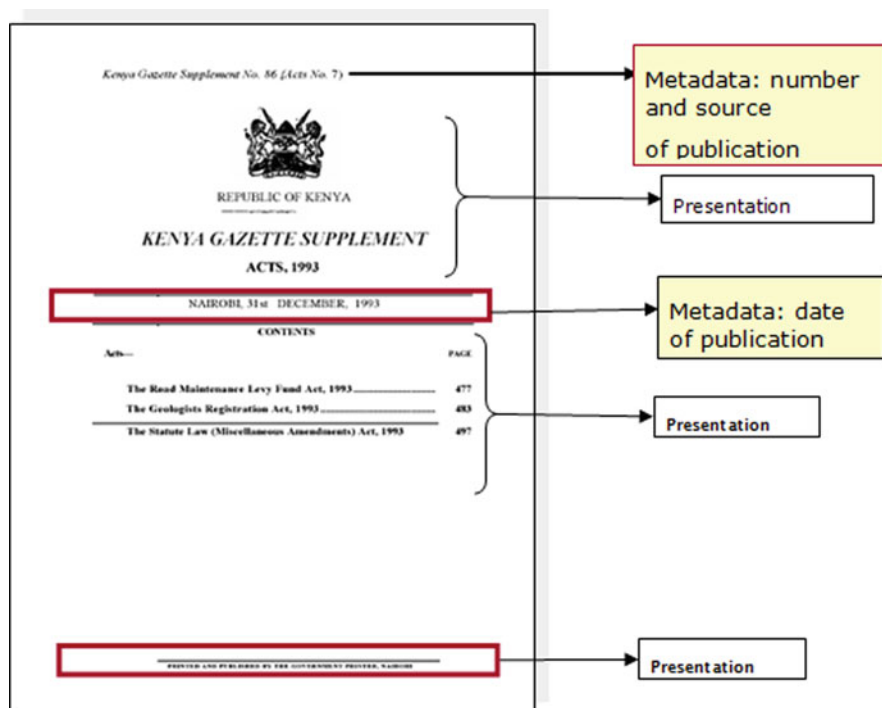 Kenya Gazette Supplement No. 86 (Acts No. 7)
Metadata: number
and source
of publication
REPUBLIC OF KENYA
Presentation
KENYA GAZETTE SUPPLEMENT
ACTS, 1993
NAIROBI, 31st DECEMBER, 1993
Metadata: date
of publication
CONTENTS
Acts—
PAGE
The Road Maintenance Levy Fund Act, 1993 477
The Geologists Registration Act, 1993 483
The Statute Law (Miscellaneous Amendments) Act, 1993 497
Presentation
PRINTED AND PUBLISHED BY THE GOVERNMENT PRINTER, NAIROBI
Presentation